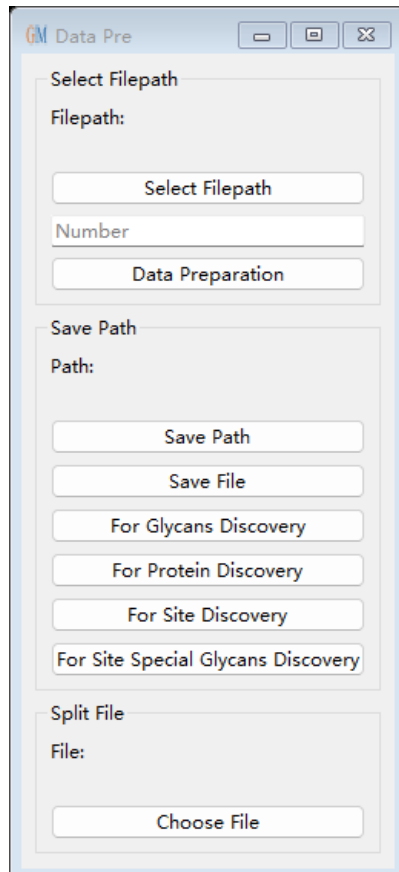 GM Data Pre
Select Filepath
Filepath:
Select Filepath
Number
Data Preparation
Save Path
Path:
Save Path
Save File
For Glycans Discovery
For Protein Discovery
For Site Discovery
For Site Special Glycans Discovery
Split File
File:
Choose File